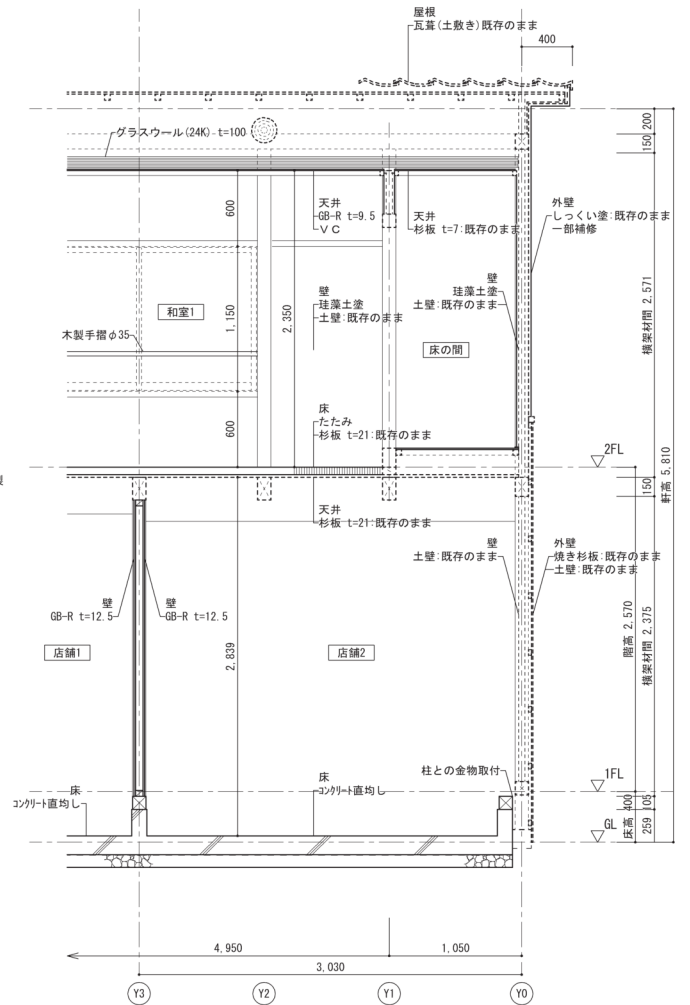 屋根
瓦葺(土敷き)既存のまま
400
グラスウール(24K) t=100
200
150
600
天井
GB-R t=9.5
VC
天井
杉板 t=7:既存のまま
外壁
しっくい塗:既存のまま
一部補修
壁
珪藻土塗
土壁:既存のまま
壁
珪藻土塗
土壁:既存のまま
和室1
1,150
2,350
床の間
横架材間 2,571
木製手摺φ35
床
たたみ
杉板 t=21:既存のまま
600
2FL
軒高 5,810
150
天井
杉板 t=21:既存のまま
壁
土壁:既存のまま
外壁
焼き杉板:既存のまま
土壁:既存のまま
壁
GB-R t=12.5
壁
GB-R t=12.5
店舗1
2,839
店舗2
階高 2,570
横架材間 2,375
柱との金物取付
1FL
床
コンクリート直均し
床
コンクリート直均し
GL
床高 400
105
259
4,950
1,050
3,030
Y3
Y2
Y1
Y0